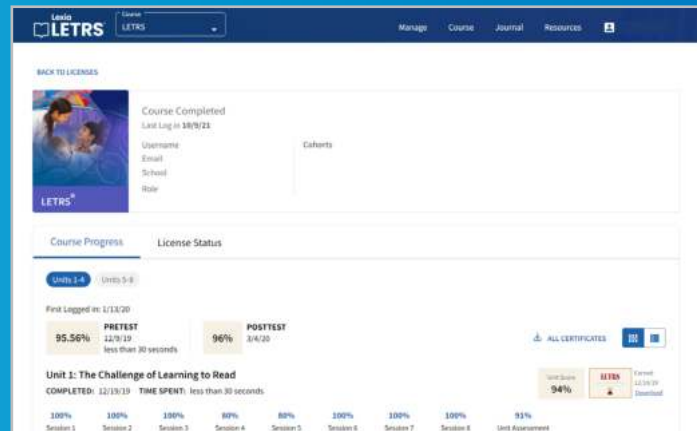 Lexia
LETRS
Course
LETRS
Manage Course Journal Resources
BACK TO LICENSES
LETRS®
Course Completed
Last Log in 10/9/21
Username
Email
School
Role
Cohorts
Course Progress License Status
Units 1-4 Units 5-8
First Logged in: 1/13/20
95.56% PRETEST
12/9/19
less than 30 seconds
96% POSTTEST
3/4/20
ALL CERTIFICATES
Unit 1: The Challenge of Learning to Read
COMPLETED: 12/19/19 TIME SPENT: less than 30 seconds
Unit Score
94%
LETRS
Earned
12/19/19
Download
100% 100% 100% 80% 80% 100% 100% 100% 91%
Session 1 Session 2 Session 3 Session 4 Session 5 Session 6 Session 7 Session 8 Unit Assessment